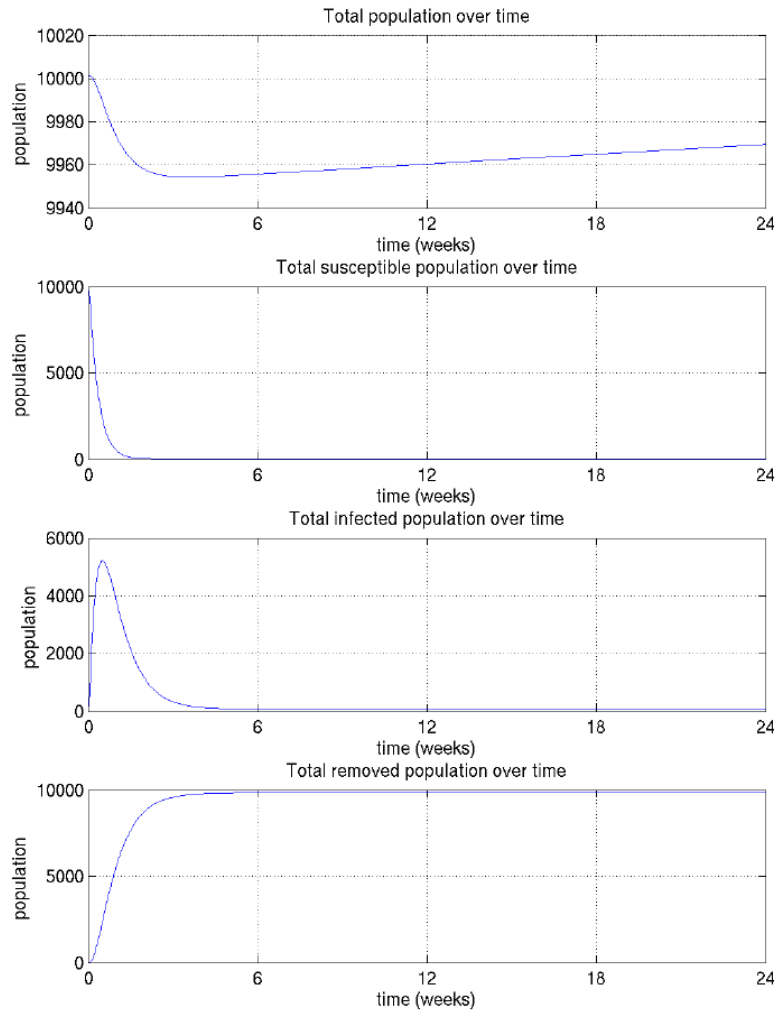 Total population over time
10020
10000
9980
9960
9940
population
0 6 12 18 24
time (weeks)
Total susceptible population over time
10000
5000
0
population
0 6 12 18 24
time (weeks)
Total infected population over time
6000
4000
2000
0
population
0 6 12 18 24
time (weeks)
Total removed population over time
10000
5000
0
population
0 6 12 18 24
time (weeks)